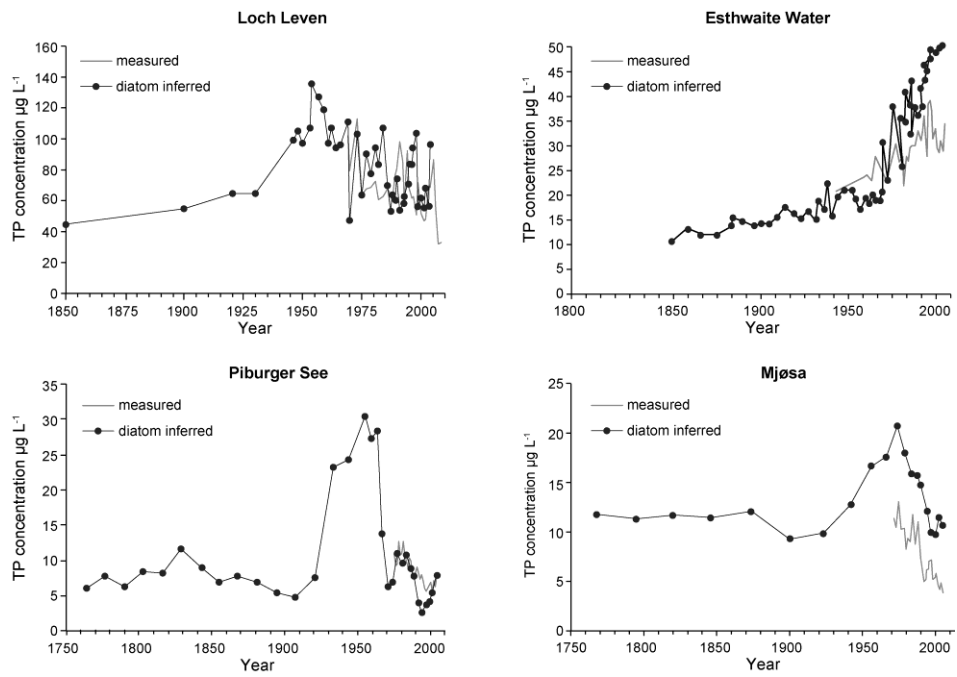 Loch Leven
160
140
120
100
80
60
40
20
0
TP concentration µg L-1
measured
diatom inferred
1850 1875 1900 1925 1950 1975 2000
Year
Esthwaite Water
50
45
40
35
30
25
20
15
10
5
0
TP concentration µg L-1
measured
diatom inferred
1800 1850 1900 1950 2000
Year
Piburger See
35
30
25
20
15
10
5
0
TP concentration µg L-1
measured
diatom inferred
1750 1800 1850 1900 1950 2000
Year
Mjøsa
25
20
15
10
5
0
TP concentration µg L-1
measured
diatom inferred
1750 1800 1850 1900 1950 2000
Year